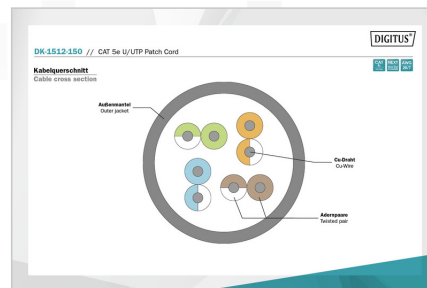 DIGITUS®
DK-1512-150 // CAT 5e U/UTP Patch Cord
Kabelquerschnitt
Cable cross section
Außenmantel
Outer jacket
Cu-Draht
Cu-Wire
Adernpaare
Twisted pair